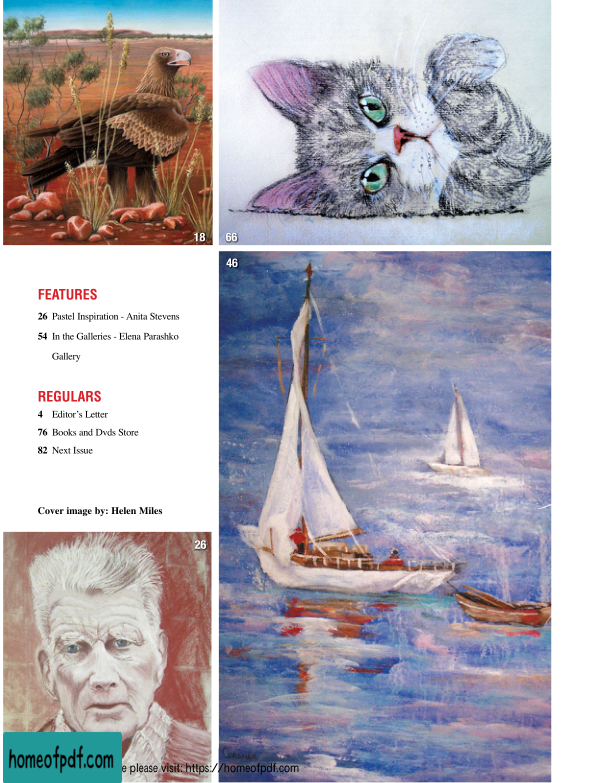 18
66
46
FEATURES
26 Pastel Inspiration - Anita Stevens
54 In the Galleries - Elena Parashko
Gallery
REGULARS
4 Editor's Letter
76 Books and Dvds Store
82 Next Issue
Cover image by: Helen Miles
26
homeofpdf.com
e please visit: https://homeofpdf.com